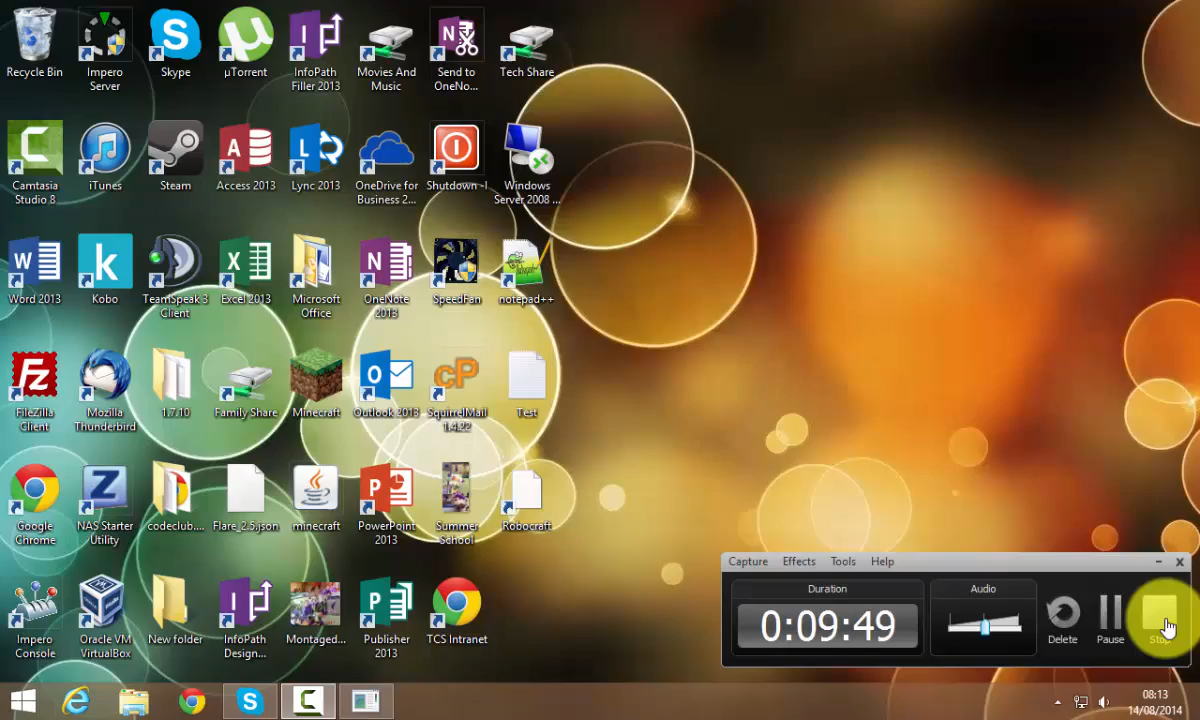 Recycle Bin
Impero
Server
Skype
µTorrent
InfoPath
Filler 2013
Movies And
Music
Send to
OneNo...
Tech Share
Camtasia
Studio 8
iTunes
Steam
Access 2013
Lync 2013
OneDrive for
Business 2...
Shutdown -l
Windows
Server 2008 ...
Word 2013
Kobo
TeamSpeak 3
Client
Excel 2013
Microsoft
Office
OneNote
2013
SpeedFan
notepad++
FileZilla
Client
Mozilla
Thunderbird
1.7.10
Family Share
Minecraft
Outlook 2013
SquirrelMail
1.4.22
Test
Google
Chrome
NAS Starter
Utility
codeclub....
Flare_2.5.json
minecraft
PowerPoint
2013
Summer
School
Robocraft
Impero
Console
Oracle VM
VirtualBox
New folder
InfoPath
Design...
Montaged...
Publisher
2013
TCS Intranet
Capture Effects Tools Help
Duration
0:09:49
Audio
Delete
Pause
Stop
08:13
14/08/2014